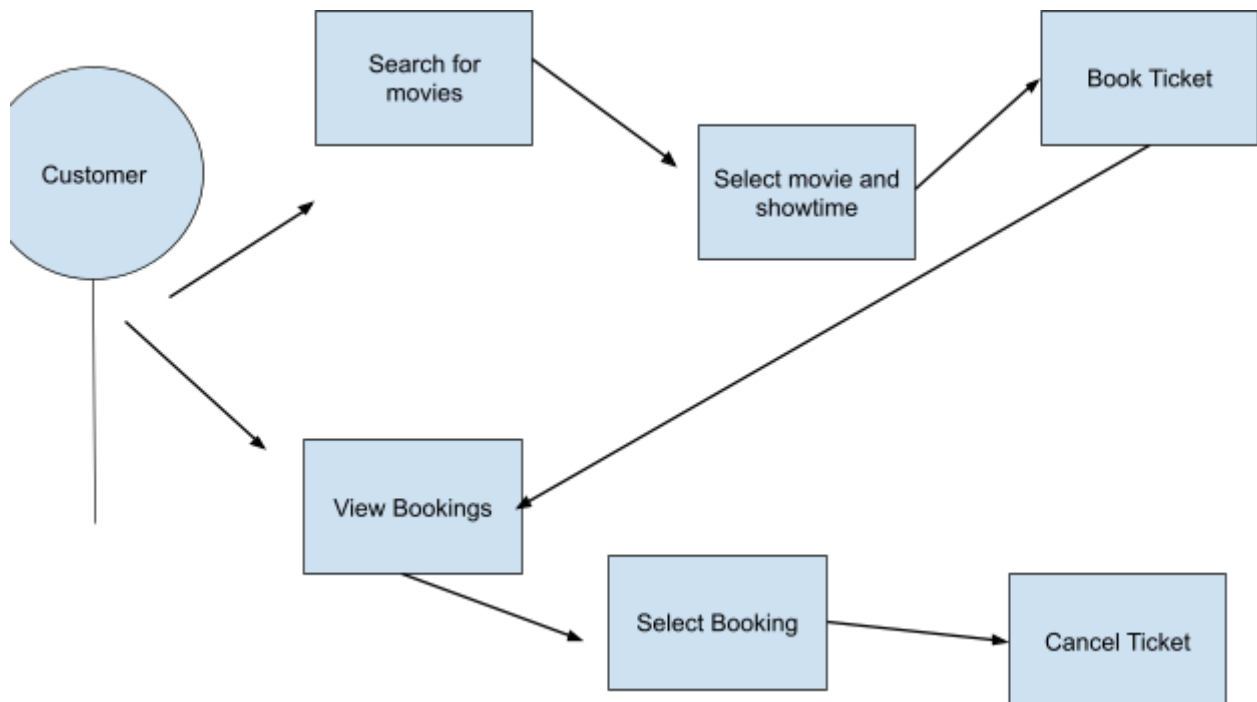 Customer
Search for
movies
Select movie and
showtime
Book Ticket
View Bookings
Select Booking
Cancel Ticket